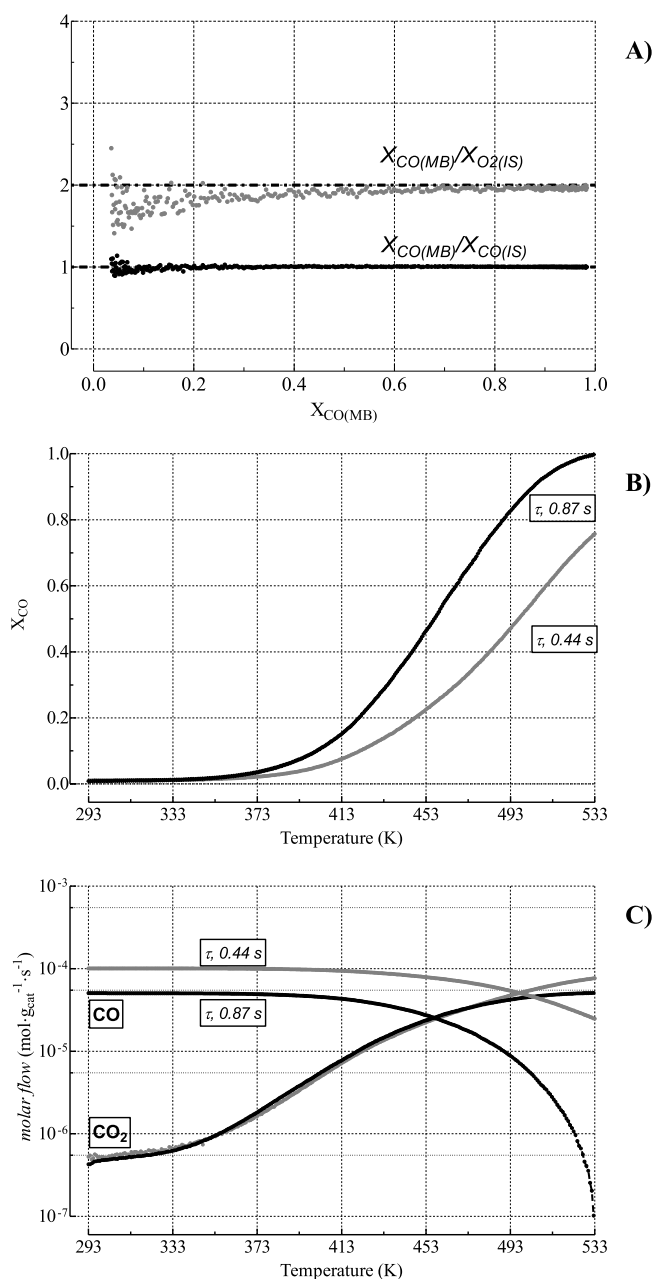 A)
4
3
2
1
0
X_CO(MB)/X_O2(IS)
X_CO(MB)/X_CO(IS)
0.0 0.2 0.4 0.6 0.8 1.0
X_CO(MB)
B)
1.0
0.8
0.6
0.4
0.2
0.0
X_CO
τ, 0.87 s
τ, 0.44 s
293 333 373 413 453 493 533
Temperature (K)
C)
10^-3
10^-4
10^-5
10^-6
10^-7
molar flow (mol·g_cat^-1·s^-1)
τ, 0.44 s
CO
τ, 0.87 s
CO_2
293 333 373 413 453 493 533
Temperature (K)